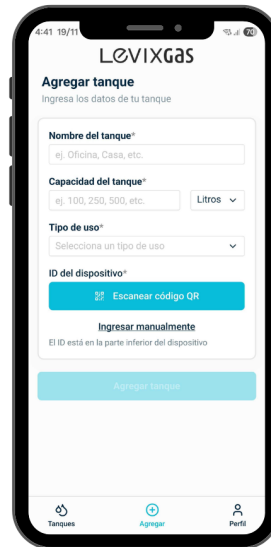 4:41 19/11
70
LeVIXGas
Agregar tanque
Ingresa los datos de tu tanque
Nombre del tanque*
ej. Oficina, Casa, etc.
Capacidad del tanque*
ej. 100, 250, 500, etc.
Litros
Tipo de uso*
Selecciona un tipo de uso
ID del dispositivo*
Escanear código QR
Ingresar manualmente
El ID está en la parte inferior del dispositivo
Agregar tanque
Tanques
Agregar
Perfil